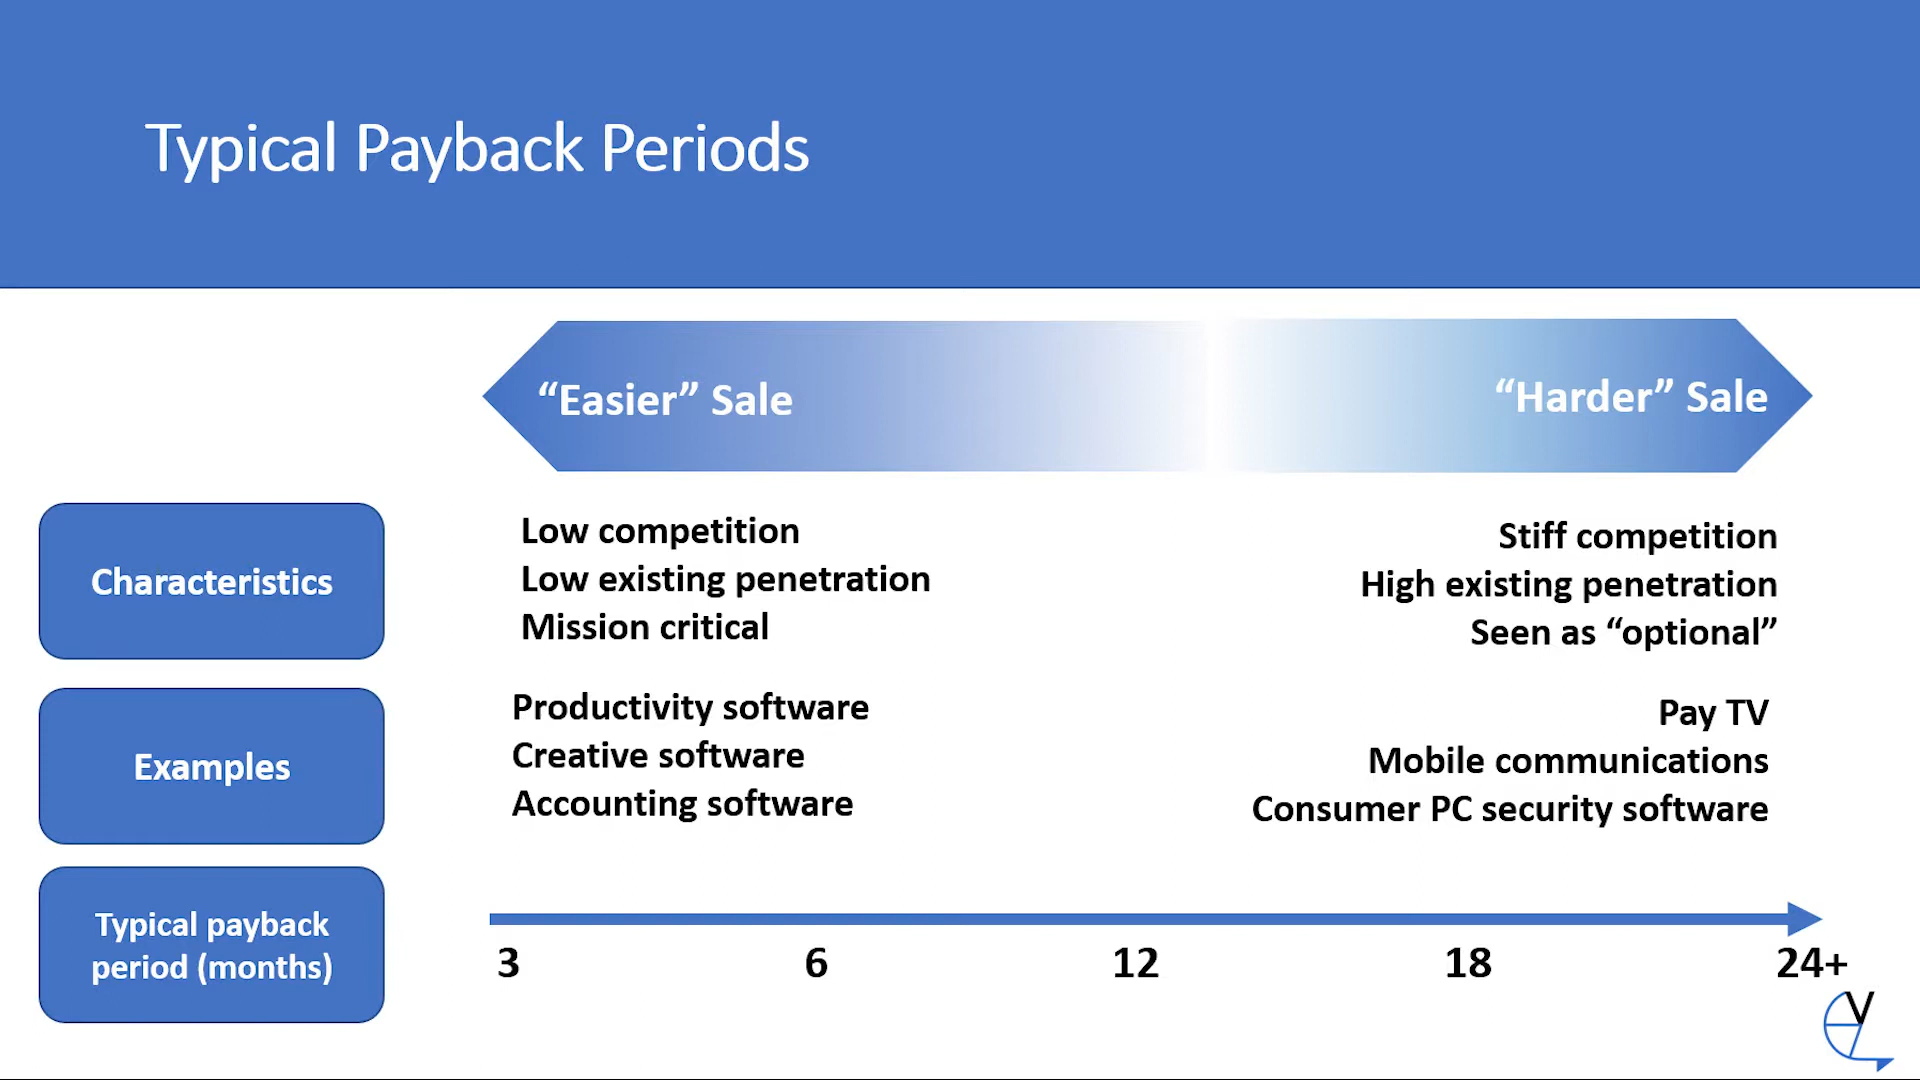 Typical Payback Periods
“Easier” Sale
“Harder” Sale
Characteristics
Low competition
Low existing penetration
Mission critical
Stiff competition
High existing penetration
Seen as “optional”
Examples
Productivity software
Creative software
Accounting software
Pay TV
Mobile communications
Consumer PC security software
Typical payback
period (months)
3 6 12 18 24+
V